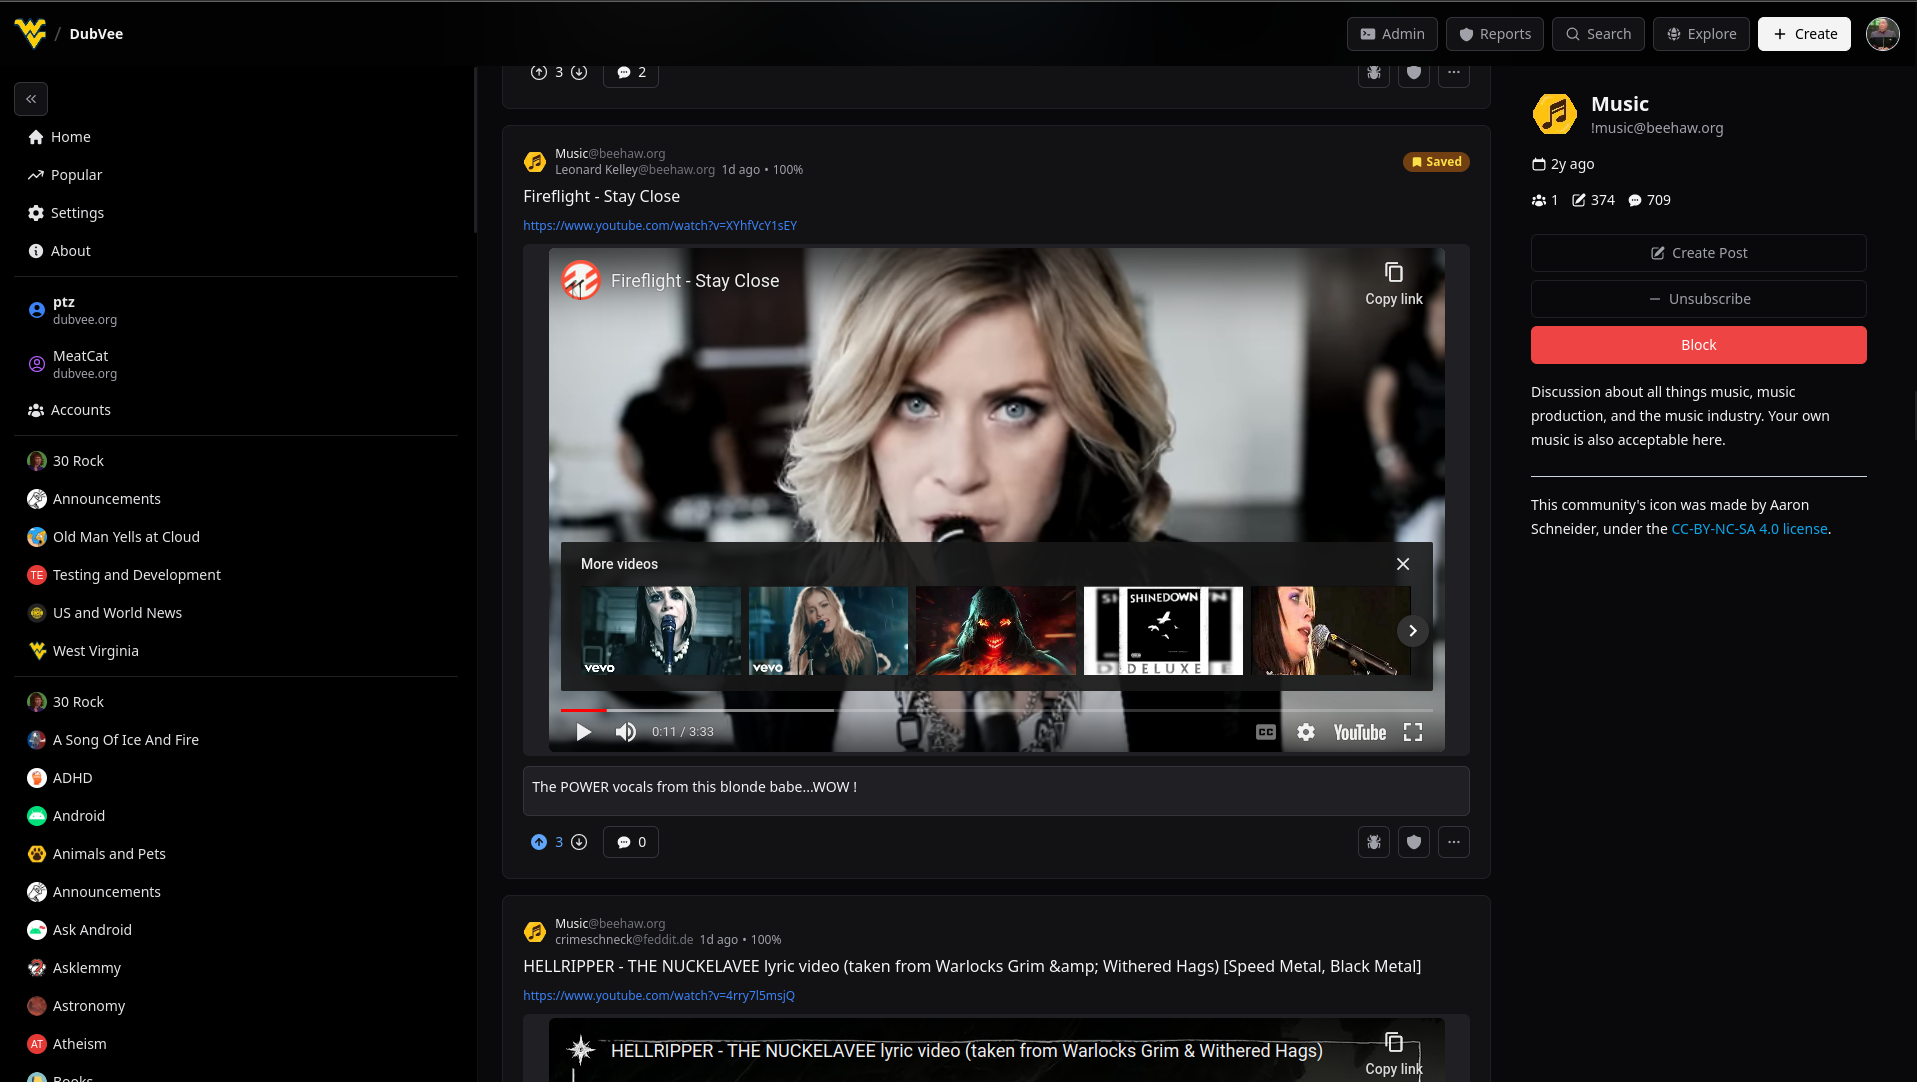 / DubVee
Admin
Reports
Search
Explore
+ Create
Home
Popular
Settings
About
ptz
dubvee.org
MeatCat
dubvee.org
Accounts
30 Rock
Announcements
Old Man Yells at Cloud
TE Testing and Development
US and World News
West Virginia
30 Rock
A Song Of Ice And Fire
ADHD
Android
Animals and Pets
Announcements
Ask Android
Asklemmy
Astronomy
AT Atheism
Books
3
2
Music@beehaw.org
Leonard Kelley@beehaw.org 1d ago • 100%
Saved
Fireflight - Stay Close
https://www.youtube.com/watch?v=XYhfVcY1sEY
Fireflight - Stay Close
Copy link
More videos
vevo
vevo
SHINEDOWN
DELUXE
0:11 / 3:33
CC
YouTube
The POWER vocals from this blonde babe...WOW !
3
0
Music@beehaw.org
crimeschneck@feddit.de 1d ago • 100%
HELLRIPPER - THE NUCKELAVEE lyric video (taken from Warlocks Grim &amp; Withered Hags) [Speed Metal, Black Metal]
https://www.youtube.com/watch?v=4rry7l5msjQ
HELLRIPPER - THE NUCKELAVEE lyric video (taken from Warlocks Grim & Withered Hags)
Copy link
Music
!music@beehaw.org
2y ago
1 374 709
Create Post
Unsubscribe
Block
Discussion about all things music, music
production, and the music industry. Your own
music is also acceptable here.
This community's icon was made by Aaron
Schneider, under the CC-BY-NC-SA 4.0 license.